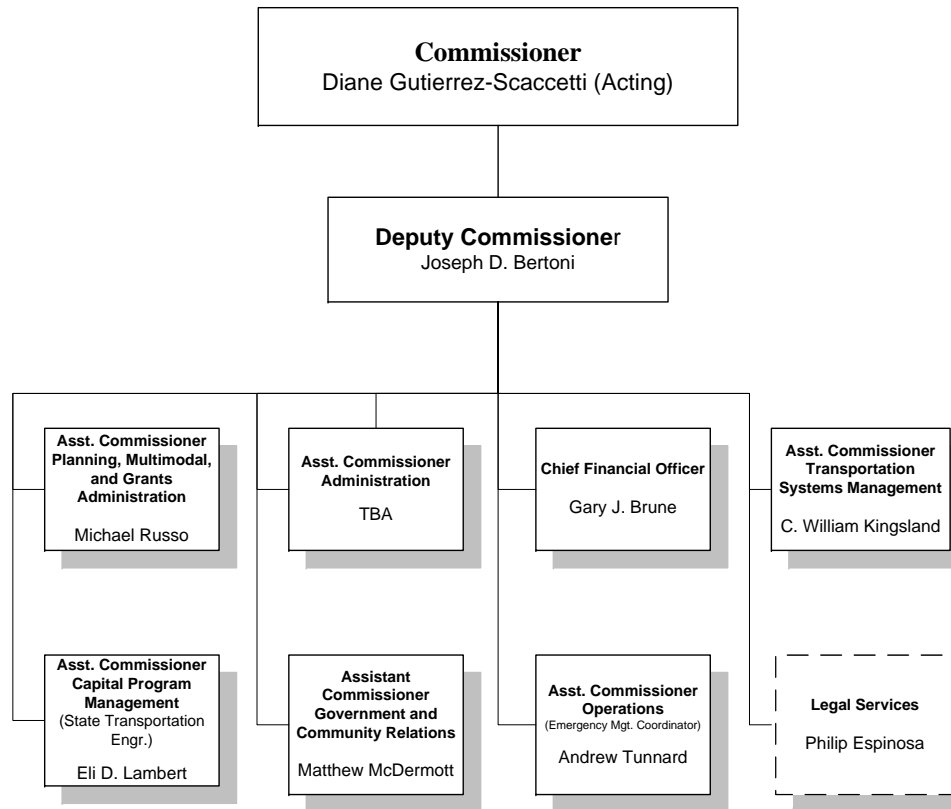 Commissioner
Diane Gutierrez-Scaccetti (Acting)
Deputy Commissioner
Joseph D. Bertoni
Asst. Commissioner
Planning, Multimodal,
and Grants
Administration
Michael Russo
Asst. Commissioner
Administration
TBA
Chief Financial Officer
Gary J. Brune
Asst. Commissioner
Transportation
Systems Management
C. William Kingsland
Asst. Commissioner
Capital Program
Management
(State Transportation
Engr.)
Eli D. Lambert
Assistant
Commissioner
Government and
Community Relations
Matthew McDermott
Asst. Commissioner
Operations
(Emergency Mgt. Coordinator)
Andrew Tunnard
Legal Services
Philip Espinosa